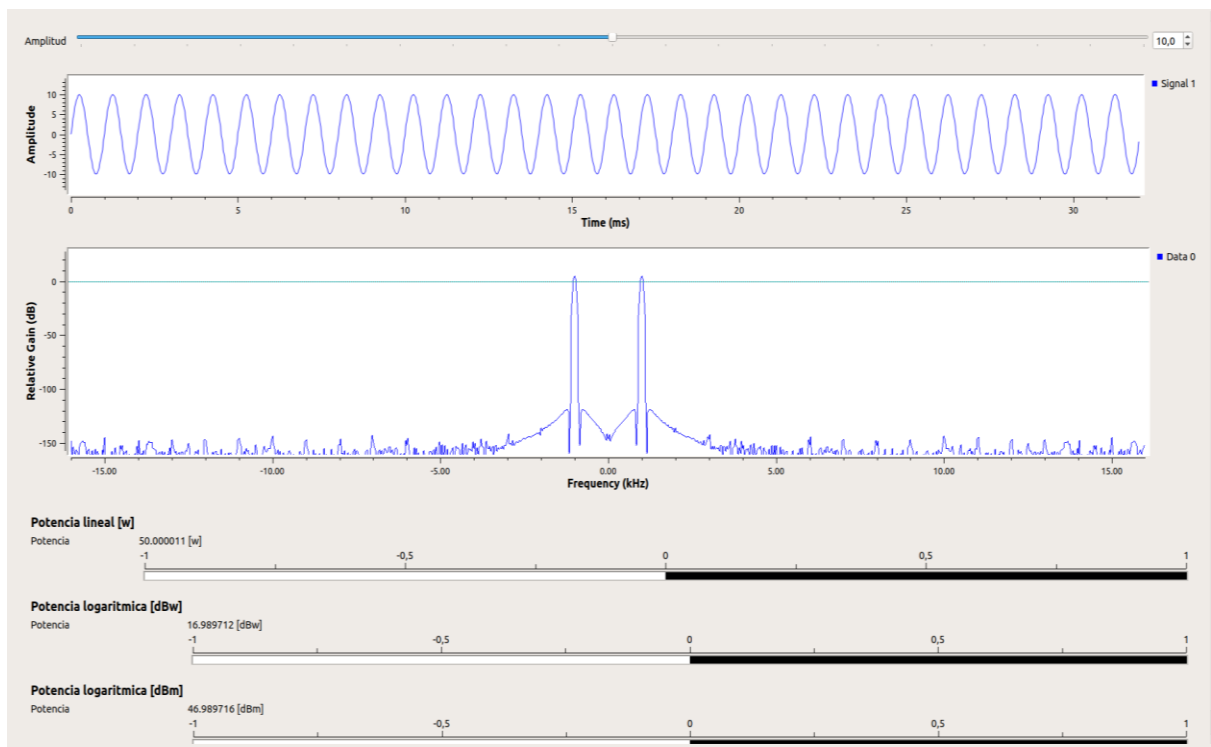 Amplitud 10,0
Signal 1
10
5
0
-5
-10
Amplitude
0 5 10 15 20 25 30
Time (ms)
Data 0
0
-50
-100
-150
Relative Gain (dB)
-15.00 -10.00 -5.00 0.00 5.00 10.00 15.00
Frequency (kHz)
Potencia lineal [w]
Potencia 50.000011 [w]
-1 -0,5 0 0,5 1
Potencia logaritmica [dBw]
Potencia 16.989712 [dBw]
-1 -0,5 0 0,5 1
Potencia logaritmica [dBm]
Potencia 46.989716 [dBm]
-1 -0,5 0 0,5 1